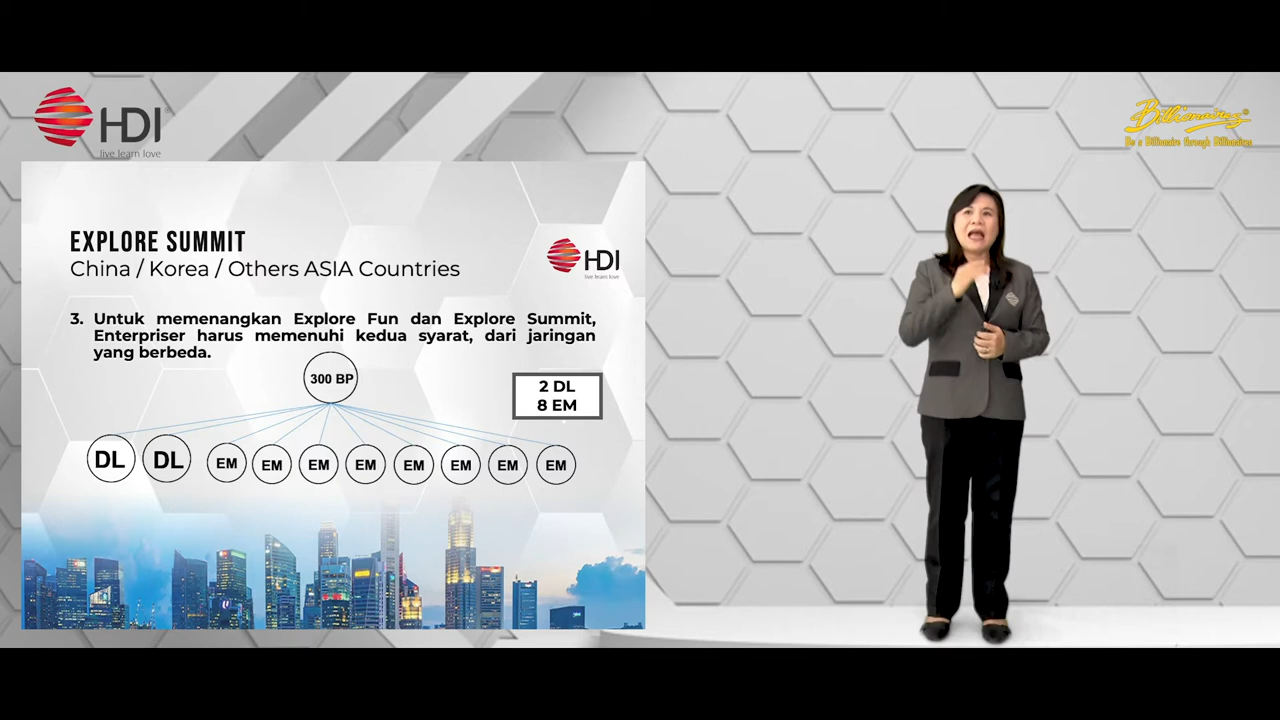 HDI
live learn love
Billionaires®
Be a Billionaire through Billionaires
EXPLORE SUMMIT
China / Korea / Others ASIA Countries
HDI
live learn love
3. Untuk memenangkan Explore Fun dan Explore Summit,
Enterpriser harus memenuhi kedua syarat, dari jaringan
yang berbeda.
300 BP
2 DL
8 EM
DL DL EM EM EM EM EM EM EM EM